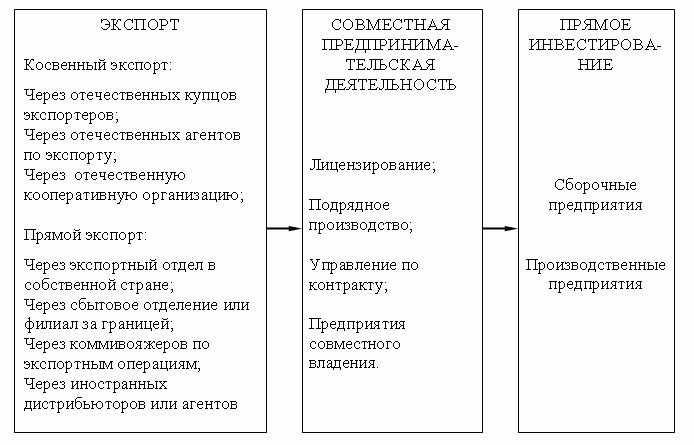 ЭКСПОРТ
Косвенный экспорт:
Через отечественных купцов
экспортеров;
Через отечественных агентов
по экспорту;
Через отечественную
кооперативную организацию;
Прямой экспорт:
Через экспортный отдел в
собственной стране;
Через сбытовое отделение или
филиал за границей;
Через коммивояжеров по
экспортным операциям;
Через иностранных
дистрибьюторов или агентов
СОВМЕСТНАЯ
ПРЕДПРИНИМА-
ТЕЛЬСКАЯ
ДЕЯТЕЛЬНОСТЬ
Лицензирование;
Подрядное
производство;
Управление по
контракту;
Предприятия
совместного
владения.
ПРЯМОЕ
ИНВЕСТИРОВА-
НИЕ
Сборочные
предприятия
Производственные
предприятия